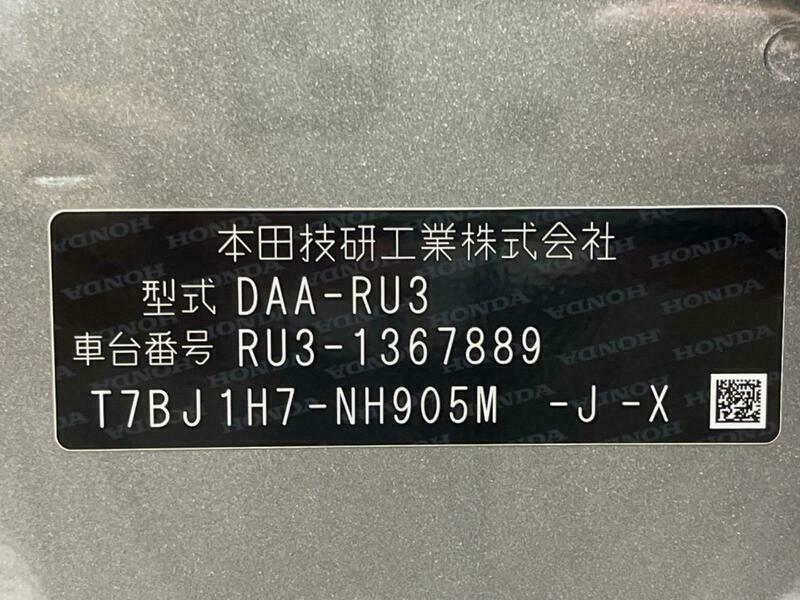 本田技研工業株式会社
型式 DAA-RU3
車台番号 RU3-1367889
T7BJ1H7-NH905M -J-X